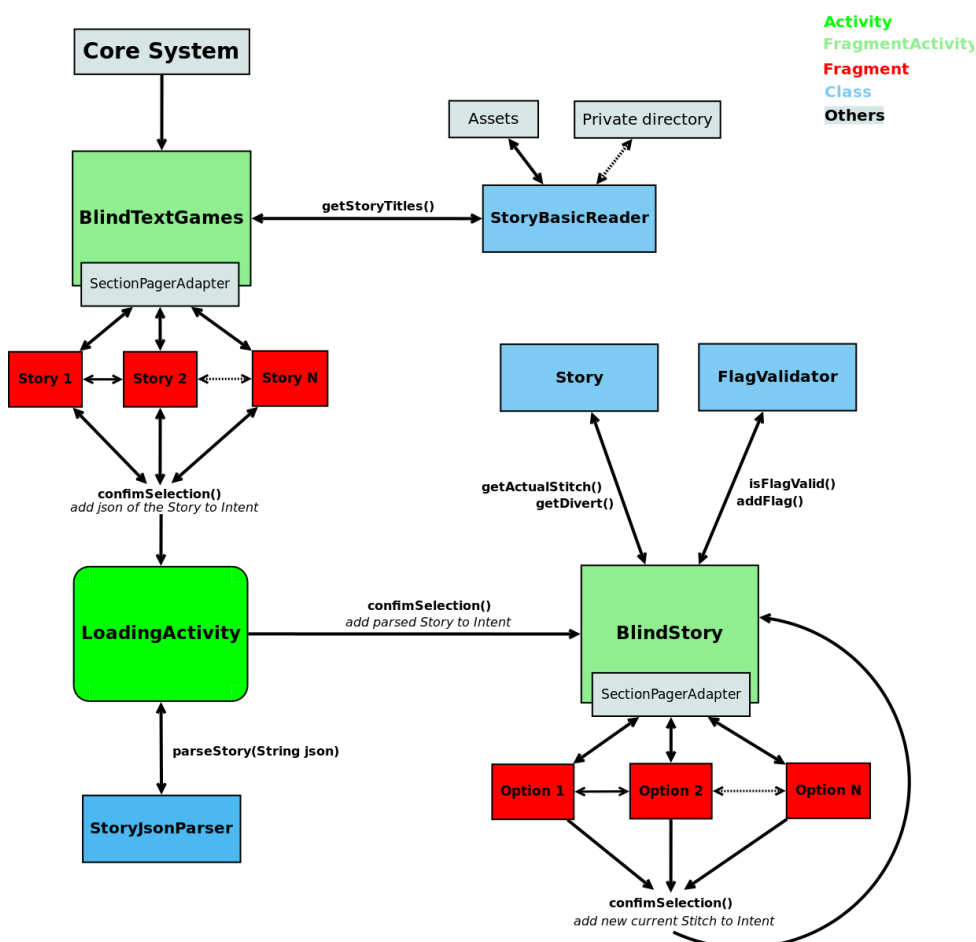 Activity
FragmentActivity
Fragment
Class
Others
Core System
Assets
Private directory
BlindTextGames
getStoryTitles()
StoryBasicReader
SectionPagerAdapter
Story 1
Story 2
Story N
Story
FlagValidator
confimSelection()
add json of the Story to Intent
getActualStitch()
getDivert()
isFlagValid()
addFlag()
LoadingActivity
confimSelection()
add parsed Story to Intent
BlindStory
SectionPagerAdapter
parseStory(String json)
Option 1
Option 2
Option N
StoryJsonParser
confimSelection()
add new current Stitch to Intent